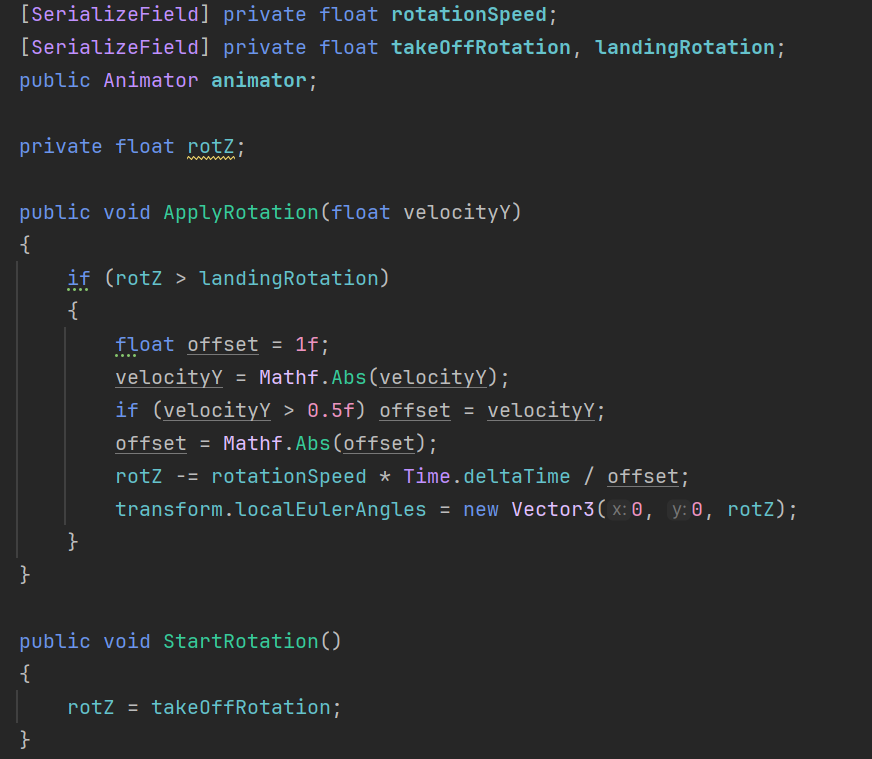 [SerializeField] private float rotationSpeed;
[SerializeField] private float takeOffRotation, landingRotation;
public Animator animator;
private float rotZ;
public void ApplyRotation(float velocityY)
{
if (rotZ > landingRotation)
{
float offset = 1f;
velocityY = Mathf.Abs(velocityY);
if (velocityY > 0.5f) offset = velocityY;
offset = Mathf.Abs(offset);
rotZ -= rotationSpeed * Time.deltaTime / offset;
transform.localEulerAngles = new Vector3(x:0, y:0, rotZ);
}
}
public void StartRotation()
{
rotZ = takeOffRotation;
}